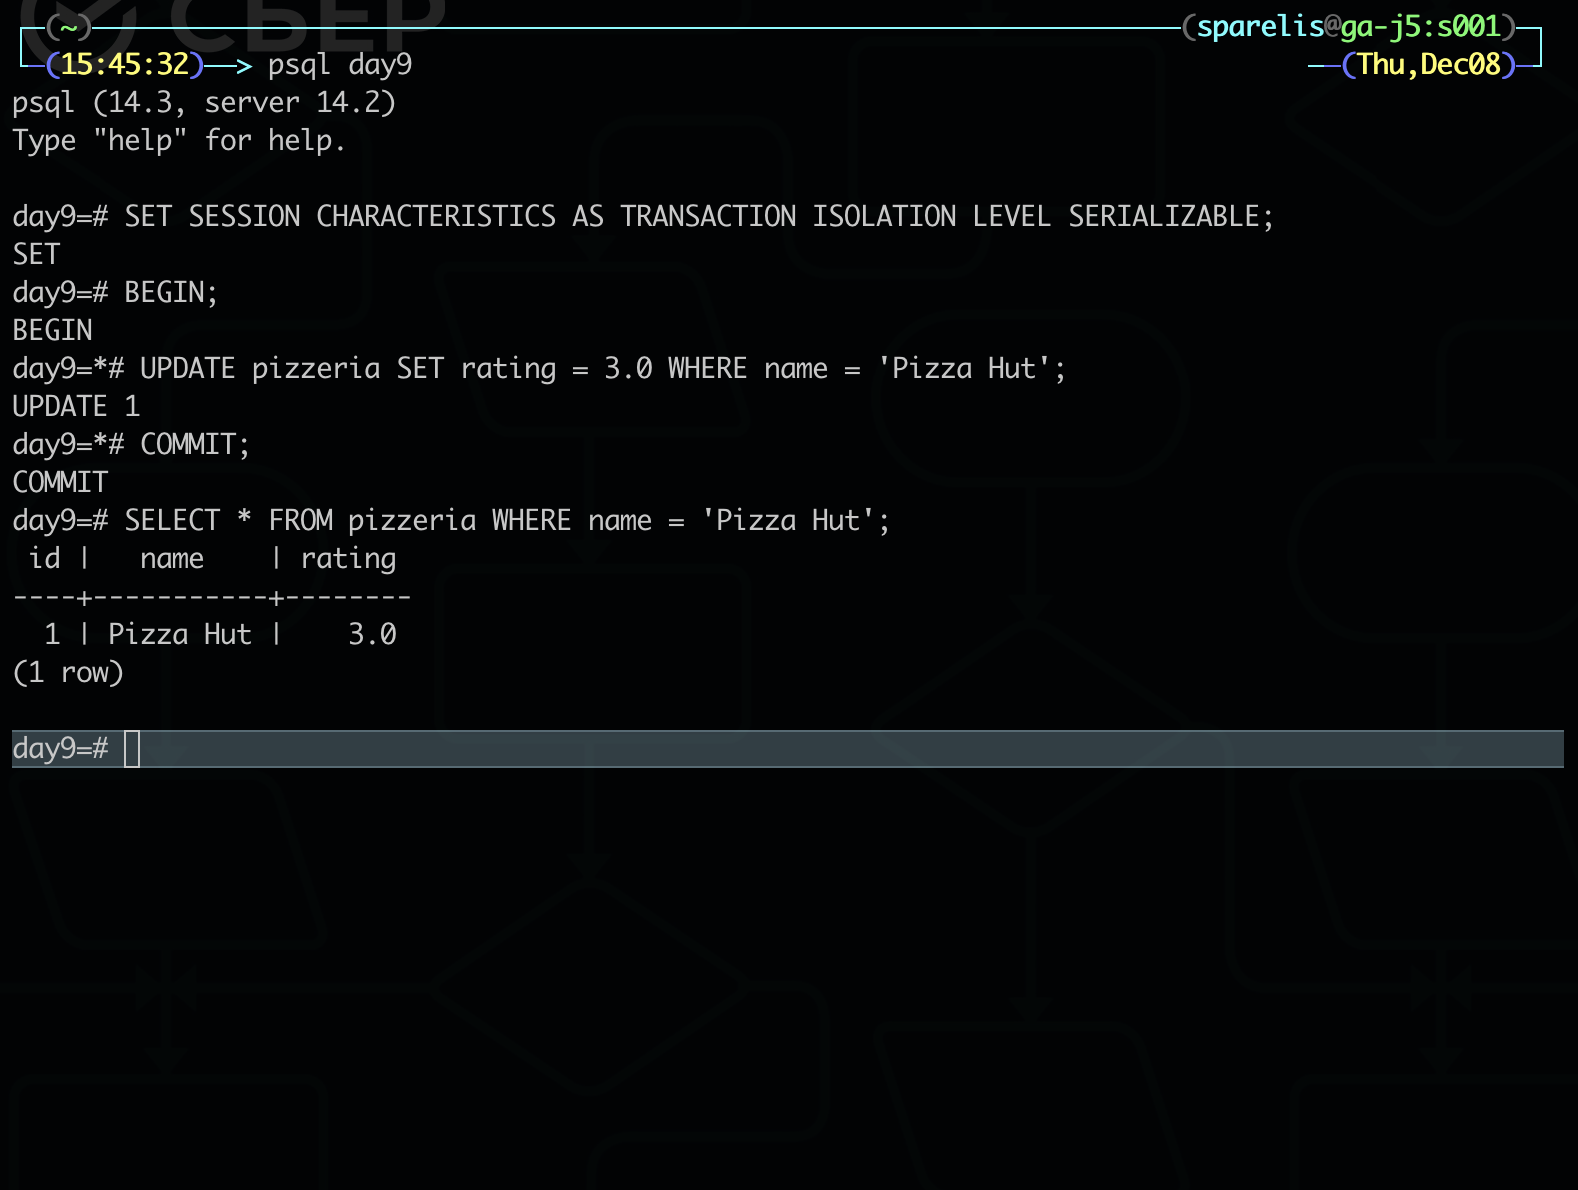 СБЕР
(~) (sparelis@ga-j5:s001)
(15:45:32)—> psql day9 —(Thu,Dec08)
psql (14.3, server 14.2)
Type "help" for help.
day9=# SET SESSION CHARACTERISTICS AS TRANSACTION ISOLATION LEVEL SERIALIZABLE;
SET
day9=# BEGIN;
BEGIN
day9=*# UPDATE pizzeria SET rating = 3.0 WHERE name = 'Pizza Hut';
UPDATE 1
day9=*# COMMIT;
COMMIT
day9=# SELECT * FROM pizzeria WHERE name = 'Pizza Hut';
 id |   name    | rating
----+-----------+--------
  1 | Pizza Hut |    3.0
(1 row)
day9=#